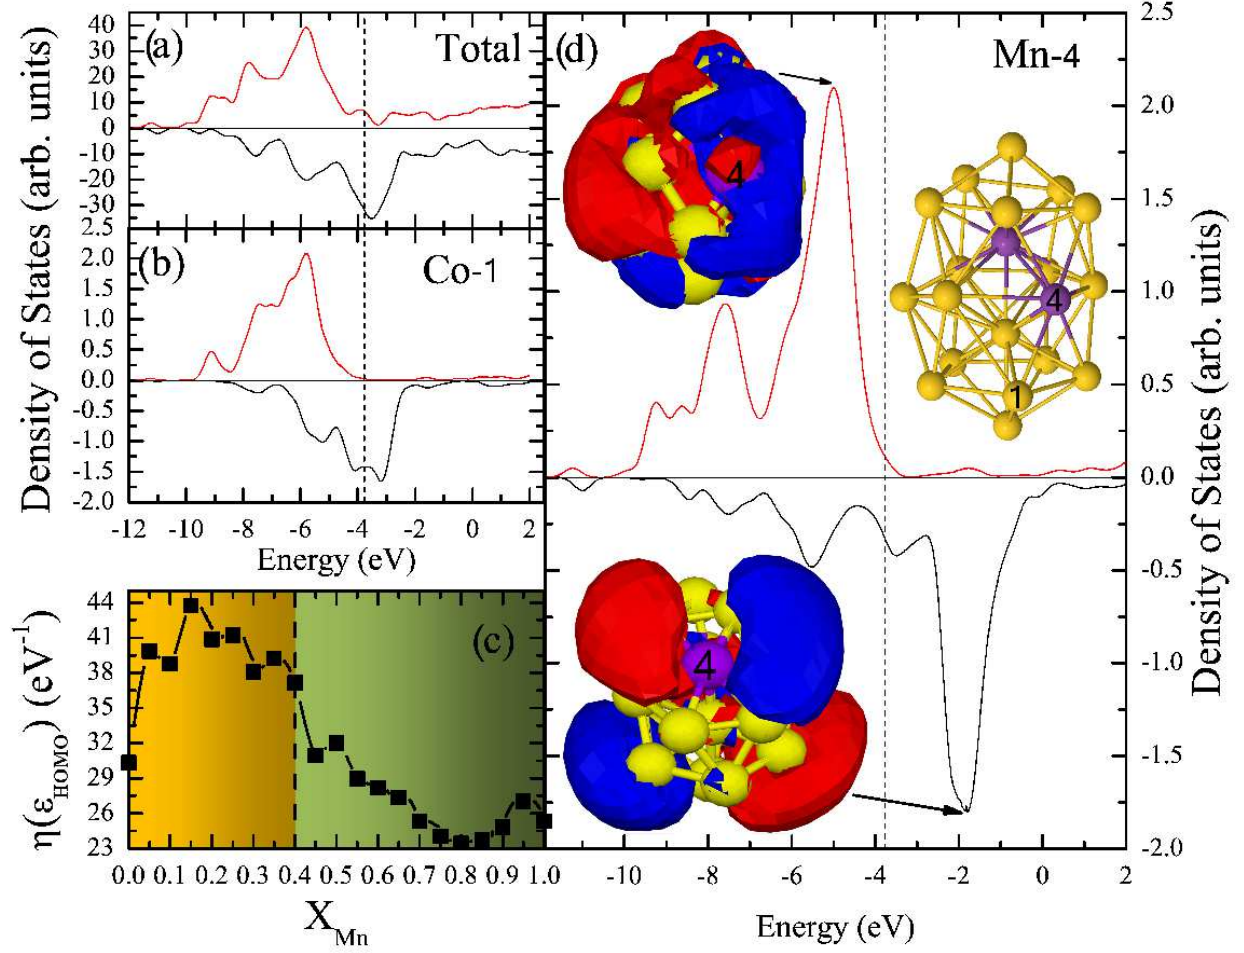 (a)
Total
40
30
20
10
0
-10
-20
-30
2.5
(b)
Co-1
2.0
1.5
1.0
0.5
0.0
-0.5
-1.0
-1.5
-2.0
-12 -10 -8 -6 -4 -2 0 2
Energy (eV)
Density of States (arb. units)
(c)
44
41
38
35
32
29
26
23
0.0 0.1 0.2 0.3 0.4 0.5 0.6 0.7 0.8 0.9 1.0
η(ε_HOMO) (eV⁻¹)
X_Mn
(d)
Mn-4
4
4
1
4
2.5
2.0
1.5
1.0
0.5
0.0
-0.5
-1.0
-1.5
-2.0
-10 -8 -6 -4 -2 0 2
Energy (eV)
Density of States (arb. units)